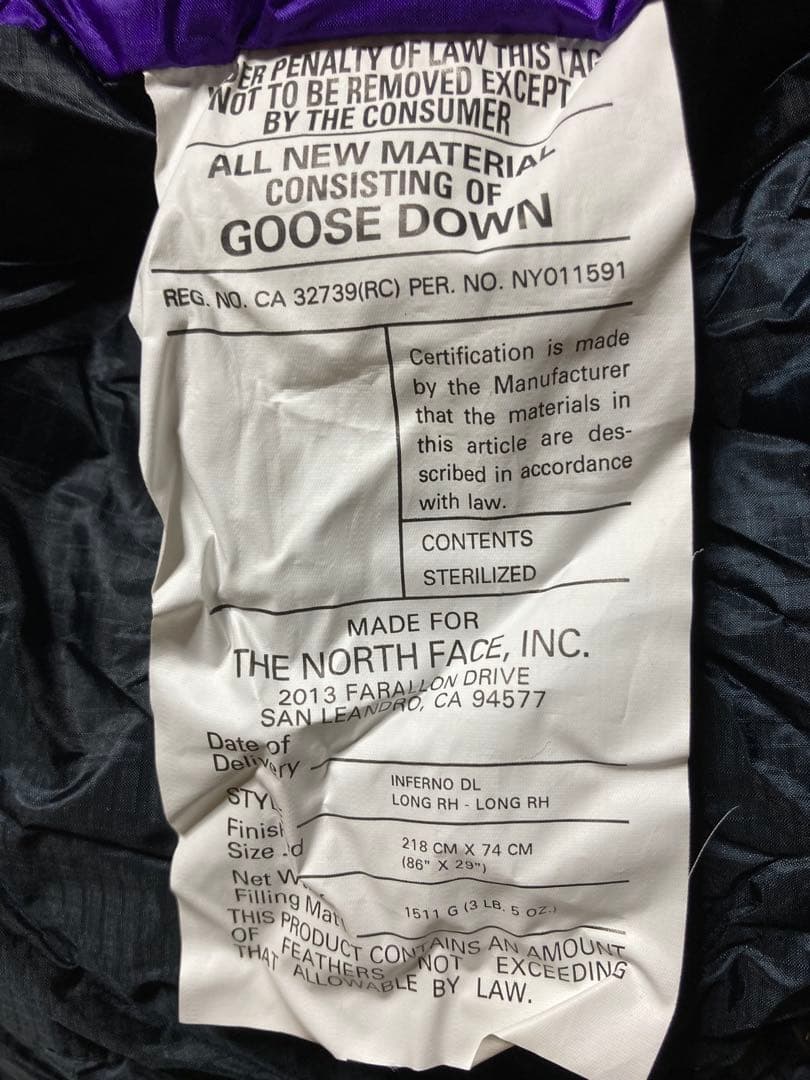 PENALTY OF LAW THIS TAG
NOT TO BE REMOVED EXCEPT
BY THE CONSUMER
ALL NEW MATERIAL
CONSISTING OF
GOOSE DOWN
REG. NO. CA 32739(RC) PER. NO. NY011591
Certification is made
by the Manufacturer
that the materials in
this article are des-
scribed in accordance
with law.
CONTENTS
STERILIZED
MADE FOR
THE NORTH FACE, INC.
2013 FARALLON DRIVE
SAN LEANDRO, CA 94577
Date of
Delivery
INFERNO DL
LONG RH - LONG RH
218 CM X 74 CM
Size
(86" X 29")
Net
Filling
1511 G (3 LB. 5 OZ.)
THIS PRODUCT CONTAINS AN AMOUNT
OF FEATHERS NOT EXCEEDING
THAT ALLOWABLE BY LAW.